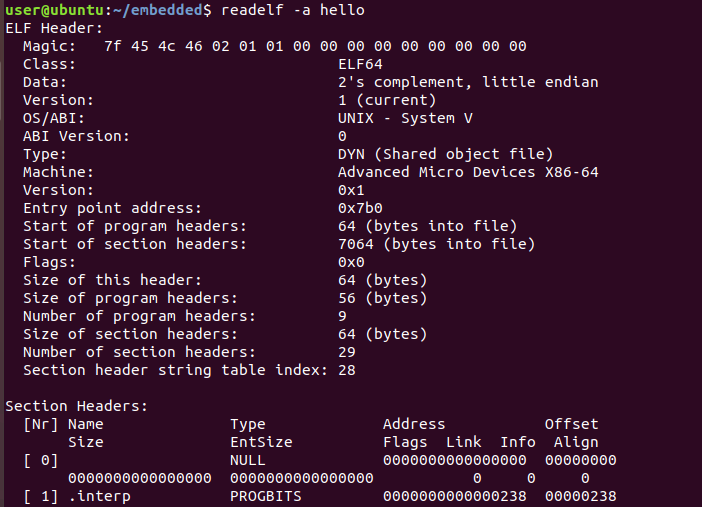 user@ubuntu:~/embedded$ readelf -a hello
ELF Header:
  Magic:   7f 45 4c 46 02 01 01 00 00 00 00 00 00 00 00 00
  Class:                             ELF64
  Data:                              2's complement, little endian
  Version:                           1 (current)
  OS/ABI:                            UNIX - System V
  ABI Version:                       0
  Type:                              DYN (Shared object file)
  Machine:                           Advanced Micro Devices X86-64
  Version:                           0x1
  Entry point address:               0x7b0
  Start of program headers:          64 (bytes into file)
  Start of section headers:          7064 (bytes into file)
  Flags:                             0x0
  Size of this header:               64 (bytes)
  Size of program headers:           56 (bytes)
  Number of program headers:         9
  Size of section headers:           64 (bytes)
  Number of section headers:         29
  Section header string table index: 28

Section Headers:
  [Nr] Name              Type             Address           Offset
       Size              EntSize          Flags  Link  Info  Align
  [ 0]                   NULL             0000000000000000  00000000
       0000000000000000  0000000000000000           0     0     0
  [ 1] .interp           PROGBITS         0000000000000238  00000238